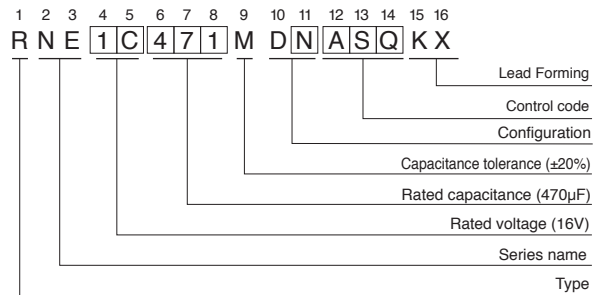 1 2 3 4 5 6 7 8 9 10 11 12 13 14 15 16
R N E 1 C 4 7 1 M D N A S Q K X
Lead Forming
Control code
Configuration
Capacitance tolerance (±20%)
Rated capacitance (470µF)
Rated voltage (16V)
Series name
Type